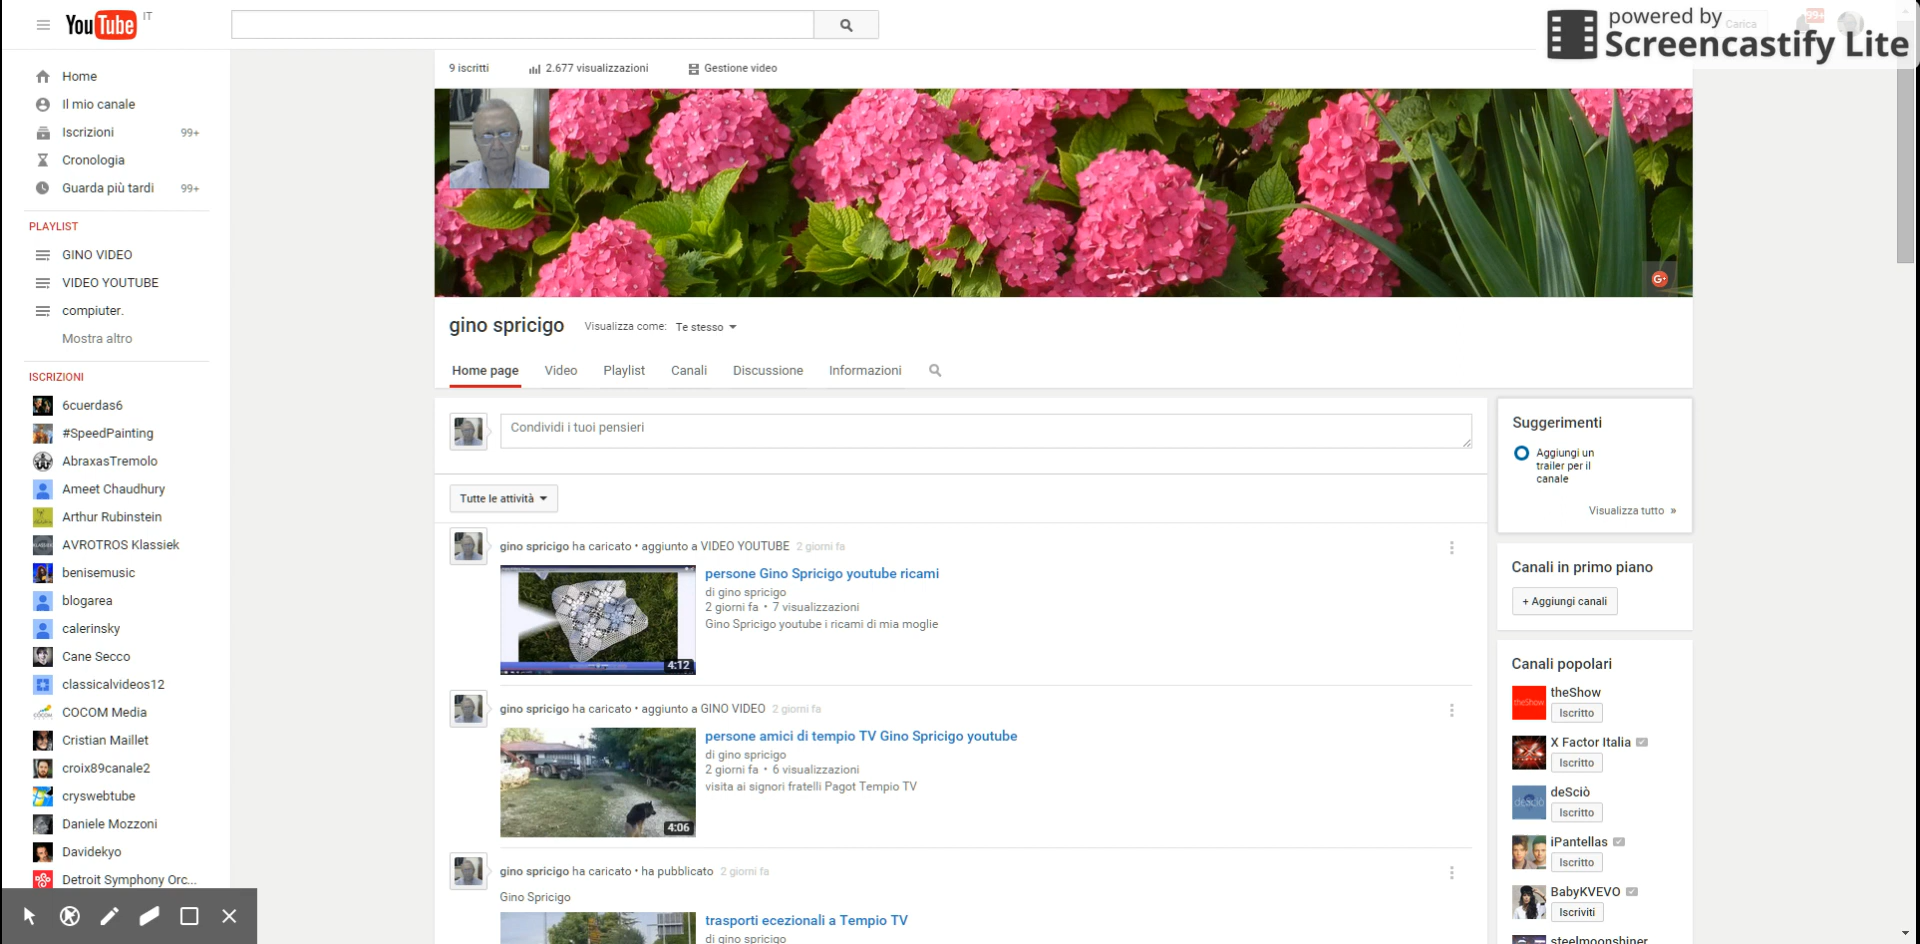 YouTube IT
powered by
Screencastify Lite
Carica
99+
Home
Il mio canale
Iscrizioni 99+
Cronologia
Guarda più tardi 99+
PLAYLIST
GINO VIDEO
VIDEO YOUTUBE
compiuter.
Mostra altro
ISCRIZIONI
6cuerdas6
#SpeedPainting
AbraxasTremolo
Ameet Chaudhury
Arthur Rubinstein
AVROTROS Klassiek
benisemusic
blogarea
calerinsky
Cane Secco
classicalvideos12
COCOM Media
Cristian Maillet
croix89canale2
cryswebtube
Daniele Mozzoni
Davidekyo
Detroit Symphony Orc...
9 iscritti 2.677 visualizzazioni Gestione video
G+
gino spricigo Visualizza come: Te stesso
Home page Video Playlist Canali Discussione Informazioni
Condividi i tuoi pensieri
Tutte le attività
gino spricigo ha caricato • aggiunto a VIDEO YOUTUBE 2 giorni fa
persone Gino Spricigo youtube ricami
di gino spricigo
2 giorni fa • 7 visualizzazioni
Gino Spricigo youtube i ricami di mia moglie
4:12
gino spricigo ha caricato • aggiunto a GINO VIDEO 2 giorni fa
persone amici di tempio TV Gino Spricigo youtube
di gino spricigo
2 giorni fa • 6 visualizzazioni
visita ai signori fratelli Pagot Tempio TV
4:06
gino spricigo ha caricato • ha pubblicato 2 giorni fa
Gino Spricigo
trasporti ecezionali a Tempio TV
di gino spricigo
Suggerimenti
Aggiungi un
trailer per il
canale
Visualizza tutto »
Canali in primo piano
+ Aggiungi canali
Canali popolari
theShow
theShow
Iscritto
X Factor Italia
Iscritto
deSciò
deSciò
Iscritto
iPantellas
Iscritto
BabyKVEVO
Iscriviti
steelmoonshiner